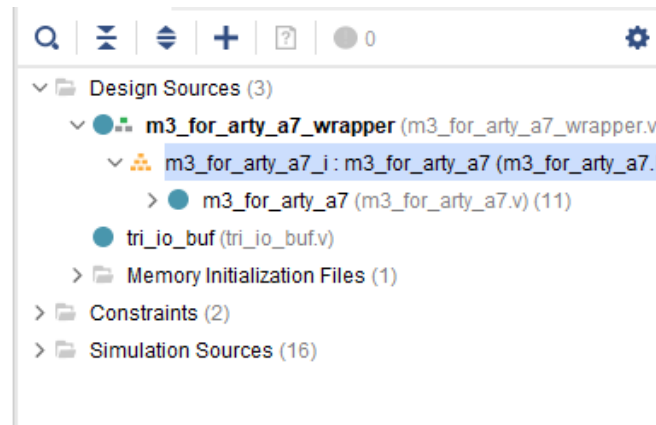 0
Design Sources (3)
m3_for_arty_a7_wrapper (m3_for_arty_a7_wrapper.v
m3_for_arty_a7_i : m3_for_arty_a7 (m3_for_arty_a7.
m3_for_arty_a7 (m3_for_arty_a7.v) (11)
tri_io_buf (tri_io_buf.v)
Memory Initialization Files (1)
Constraints (2)
Simulation Sources (16)